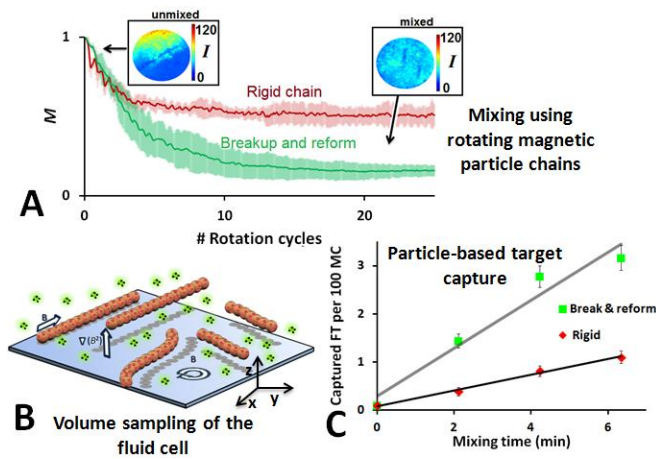 unmixed
120
I
0
mixed
120
I
0
1
M
0
Rigid chain
Breakup and reform
Mixing using
rotating magnetic
particle chains
A
0
10
20
# Rotation cycles
B
∇(B²)
B
z
y
x
B
Volume sampling of the
fluid cell
Particle-based target
capture
Captured FT per 100 MC
3
2
1
0
Break & reform
Rigid
0
2
4
6
Mixing time (min)
C